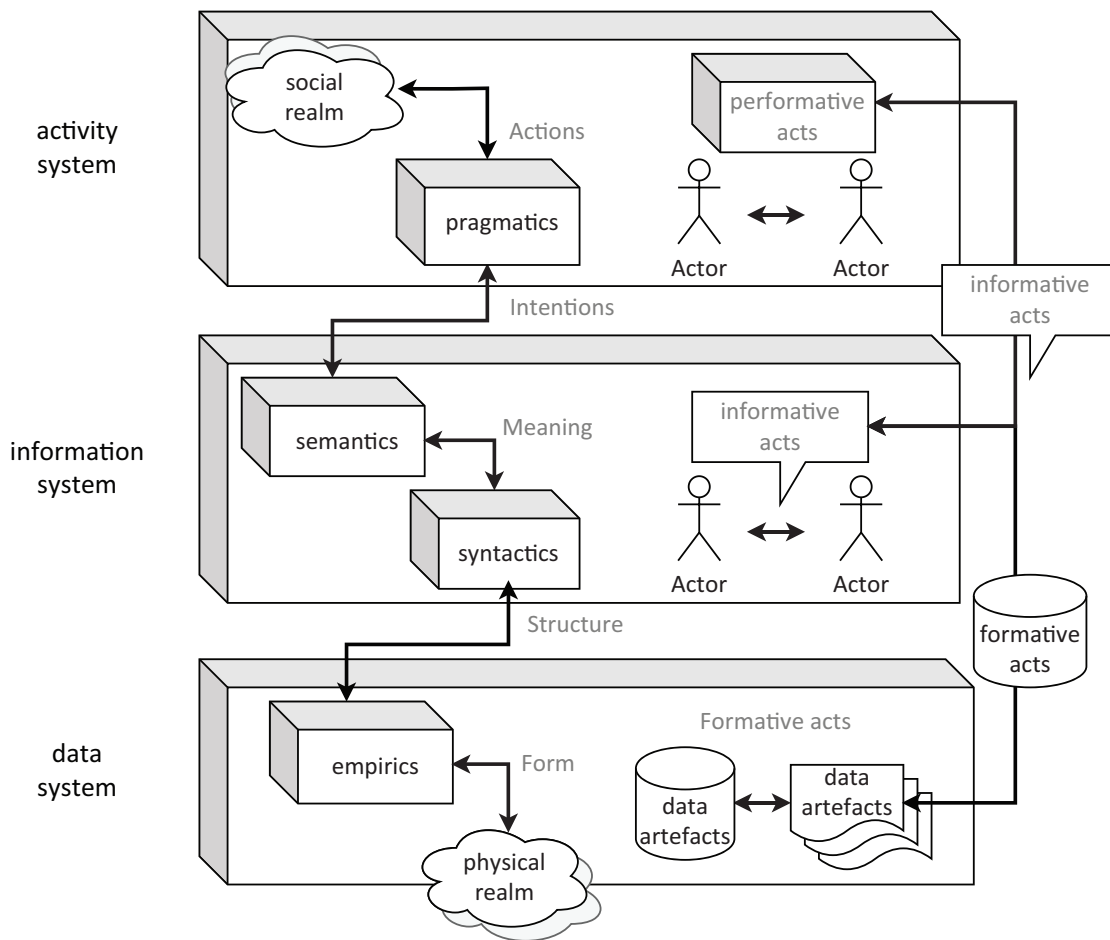 activity
system
social
realm
Actions
pragmatics
performative
acts
Actor
Actor
Intentions
informative
acts
information
system
semantics
Meaning
syntactics
informative
acts
Actor
Actor
Structure
formative
acts
data
system
empirics
Form
physical
realm
Formative acts
data
artefacts
data
artefacts